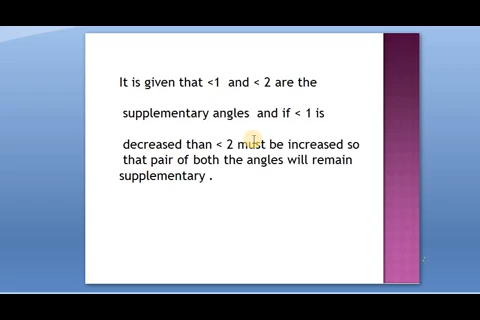 It is given that <1 and < 2 are the
supplementary angles and if < 1 is
decreased than < 2 must be increased so
that pair of both the angles will remain
supplementary .